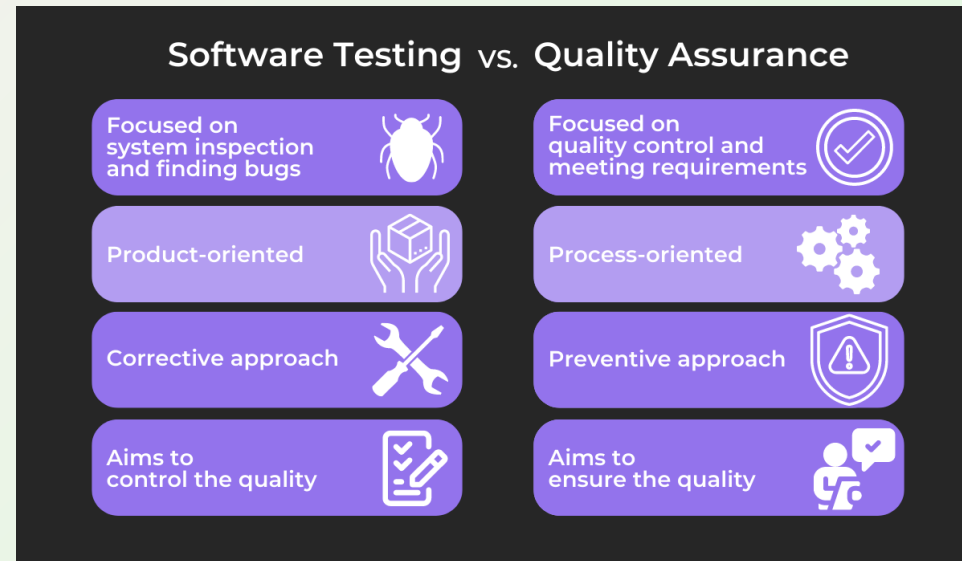 Software Testing vs. Quality Assurance
Focused on
system inspection
and finding bugs
Focused on
quality control and
meeting requirements
Product-oriented
Process-oriented
Corrective approach
Preventive approach
Aims to
control the quality
Aims to
ensure the quality